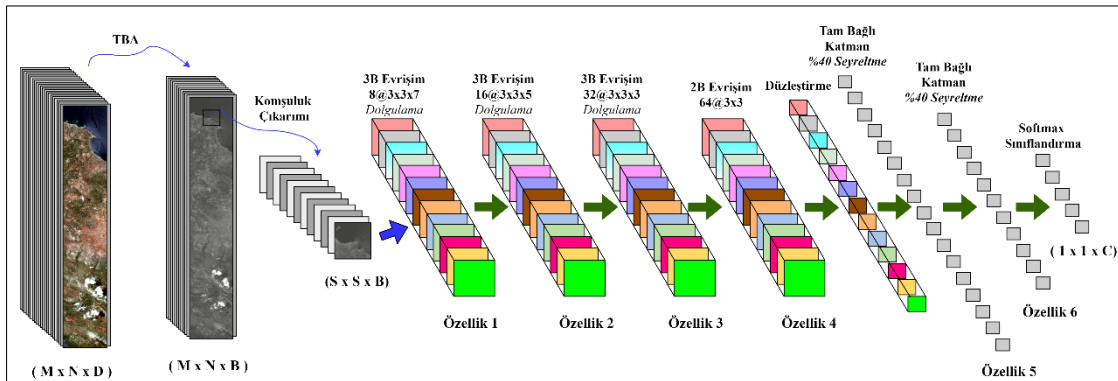 TBA
( M x N x D )
( M x N x B )
Komşuluk
Çıkarımı
(S x S x B)
3B Evrişim
8@3x3x7
Dolgulama
Özellik 1
3B Evrişim
16@3x3x5
Dolgulama
Özellik 2
3B Evrişim
32@3x3x3
Dolgulama
Özellik 3
2B Evrişim
64@3x3
Özellik 4
Düzleştirme
Tam Bağlı
Katman
%40 Seyreltme
Özellik 5
Tam Bağlı
Katman
%40 Seyreltme
Özellik 6
Softmax
Sınıflandırma
( 1 x 1 x C )